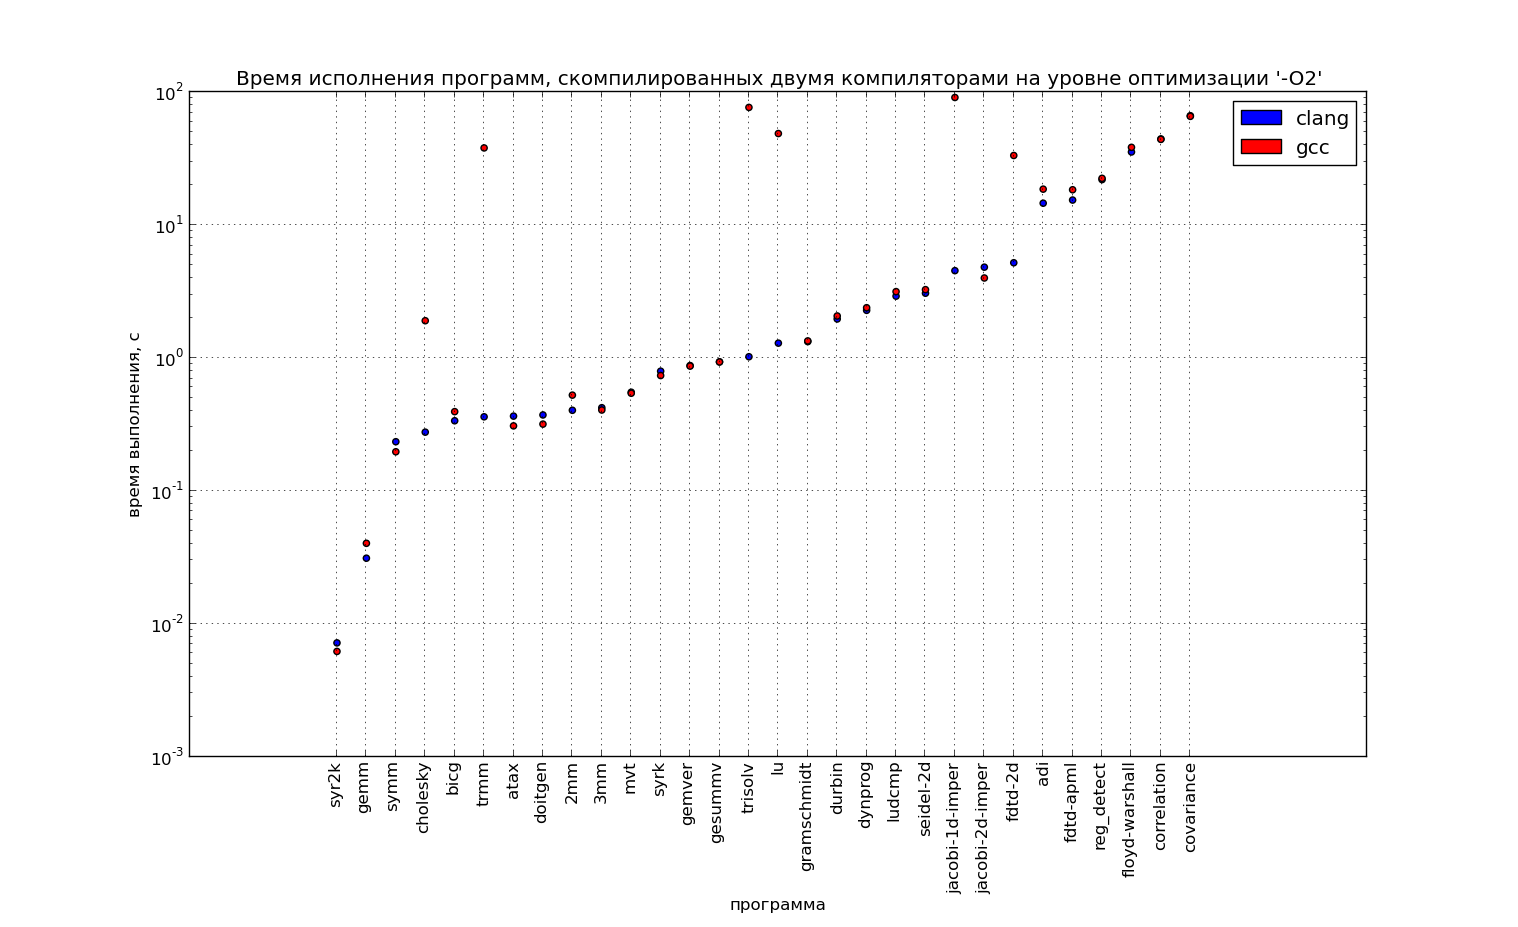 Время исполнения программ, скомпилированных двумя компиляторами на уровне оптимизации '-O2'
clang
gcc
10^2
10^1
10^0
10^-1
10^-2
10^-3
время выполнения, с
syr2k
gemm
symm
cholesky
bicg
trmm
atax
doitgen
2mm
3mm
mvt
syrk
gemver
gesummv
trisolv
lu
gramschmidt
durbin
dynprog
ludcmp
seidel-2d
jacobi-1d-imper
jacobi-2d-imper
fdtd-2d
adi
fdtd-apml
reg_detect
floyd-warshall
correlation
covariance
программа